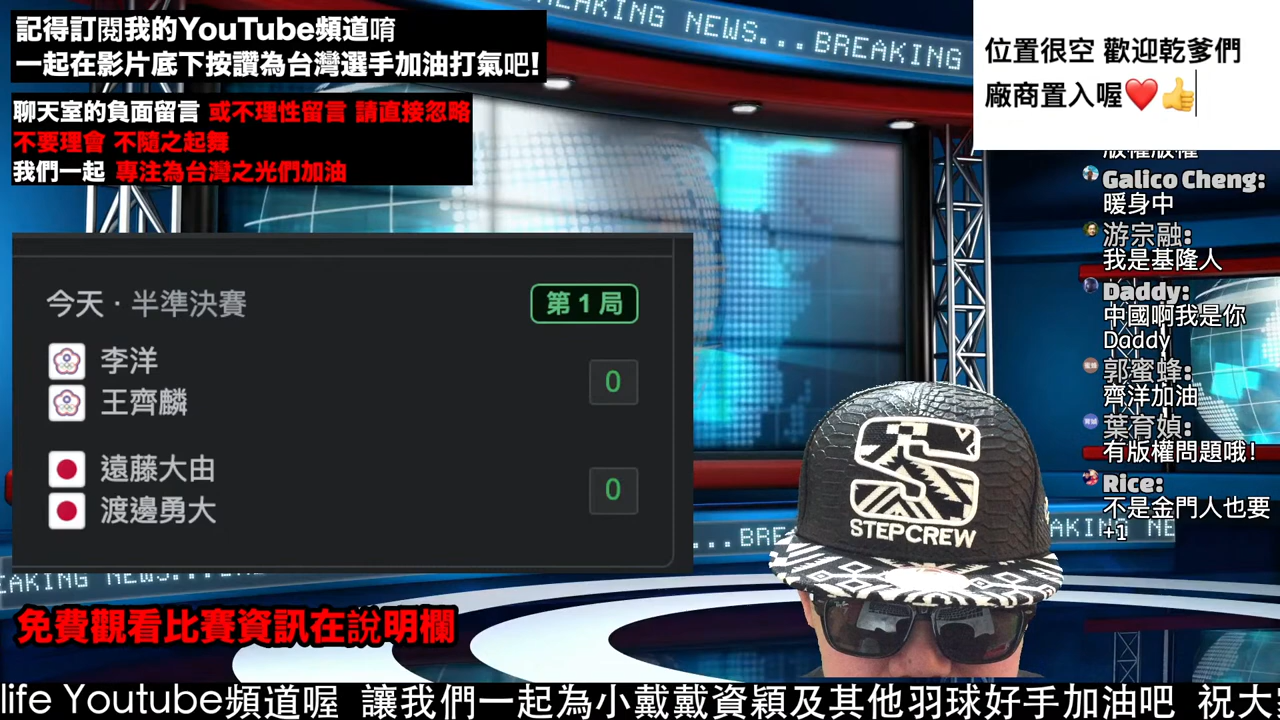 記得訂閱我的YouTube頻道唷
一起在影片底下按讚為台灣選手加油打氣吧!
聊天室的負面留言 或不理性留言 請直接忽略
不要理會 不隨之起舞
我們一起 專注為台灣之光們加油
BREAKING NEWS...BREAKING
位置很空 歡迎乾爹們
廠商置入喔❤️👍
版權版權
Galico Cheng:
暖身中
游宗融:
我是基隆人
Daddy:
中國啊我是你
Daddy
郭蜜蜂:
齊洋加油
葉育媜:
有版權問題哦!
Rice:
不是金門人也要
+1
今天 · 半準決賽
第 1 局
李洋
王齊麟
0
遠藤大由
渡邊勇大
0
STEPCREW
...BRE
AKING NE
EAKING NEWS...
免費觀看比賽資訊在說明欄
life Youtube頻道喔 讓我們一起為小戴戴資穎及其他羽球好手加油吧 祝大